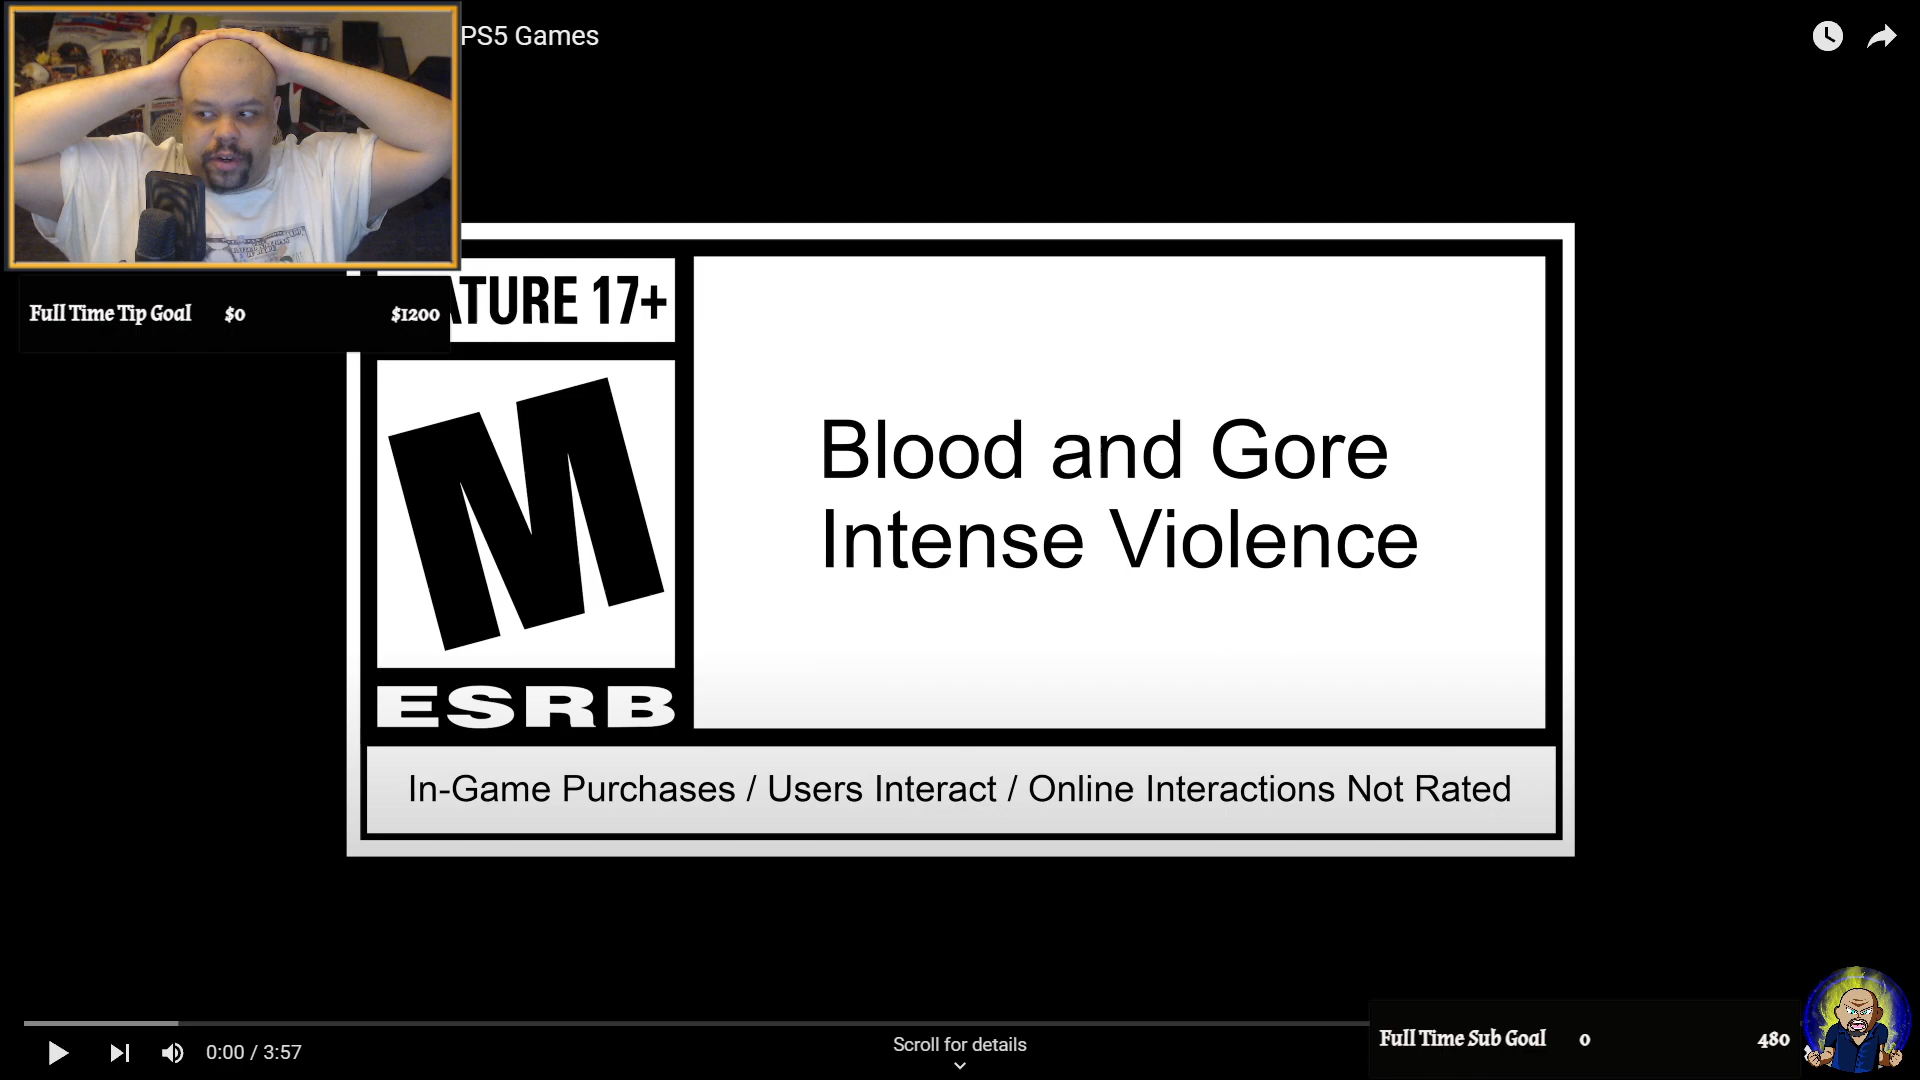 PS5 Games
Full Time Tip Goal $0 $1200
ATURE 17+
M
ESRB
Blood and Gore
Intense Violence
In-Game Purchases / Users Interact / Online Interactions Not Rated
0:00 / 3:57
Scroll for details
Full Time Sub Goal 0 480